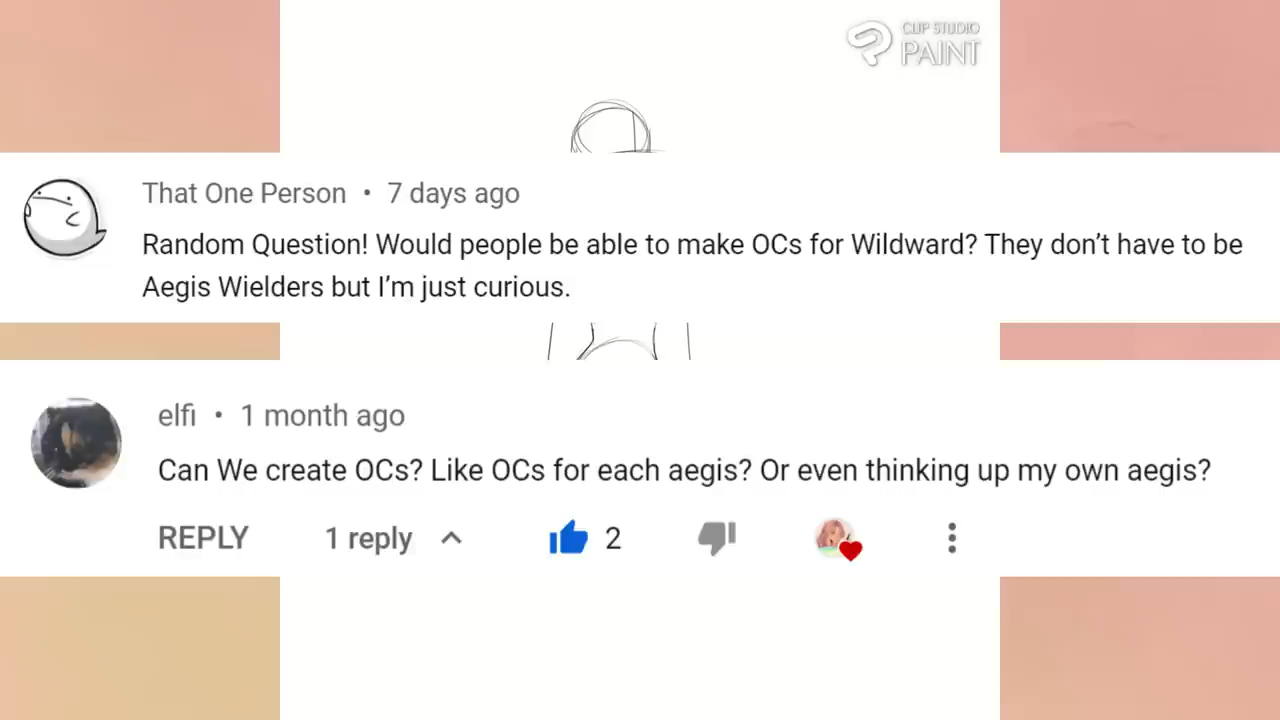 CLIP STUDIO
PAINT
That One Person • 7 days ago
Random Question! Would people be able to make OCs for Wildward? They don’t have to be
Aegis Wielders but I’m just curious.
elfi • 1 month ago
Can We create OCs? Like OCs for each aegis? Or even thinking up my own aegis?
REPLY 1 reply 2